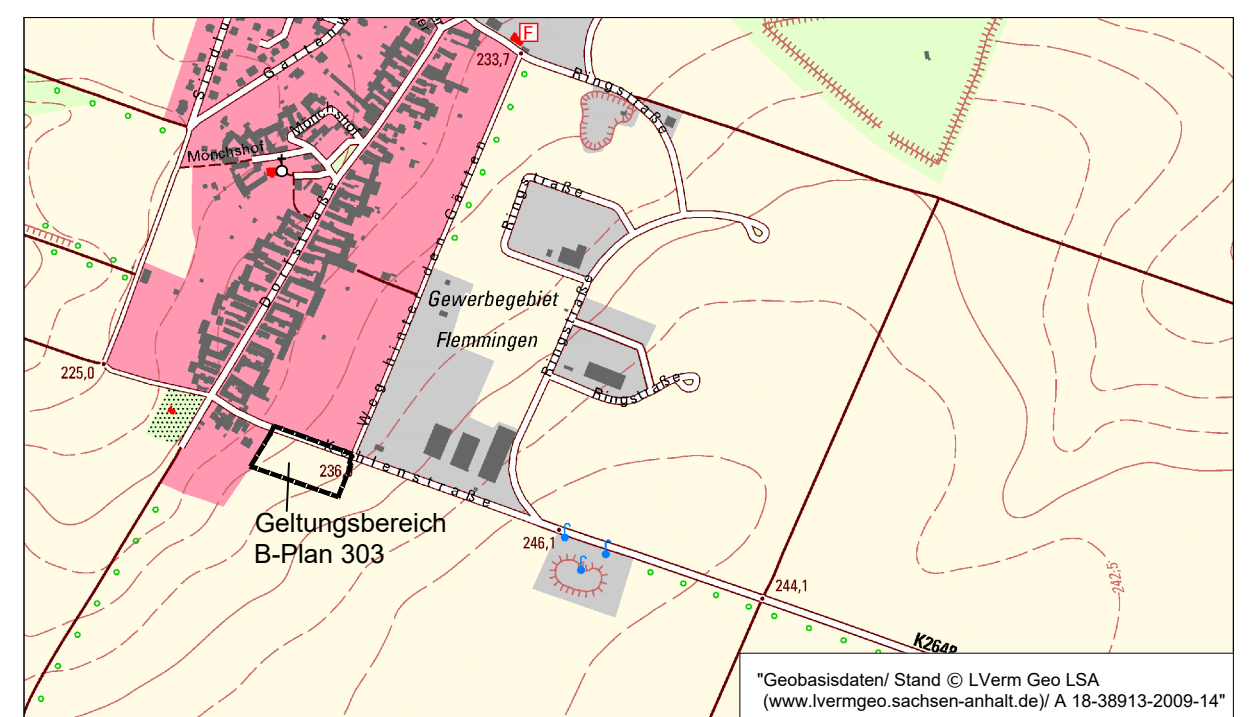 F
233,7
Ringstraße
Mönchshof
Mönchshof
Ringstraße
Ringstraße
Weg hinter den Gärten
Dorfstraße
Gewerbegebiet
Flemmingen
Ringstraße
Ringstraße
225,0
Geltungsbereich
B-Plan 303
246,1
244,1
242,5
"Geobasisdaten/ Stand © LVerm Geo LSA
(www.lvermgeo.sachsen-anhalt.de)/ A 18-38913-2009-14"